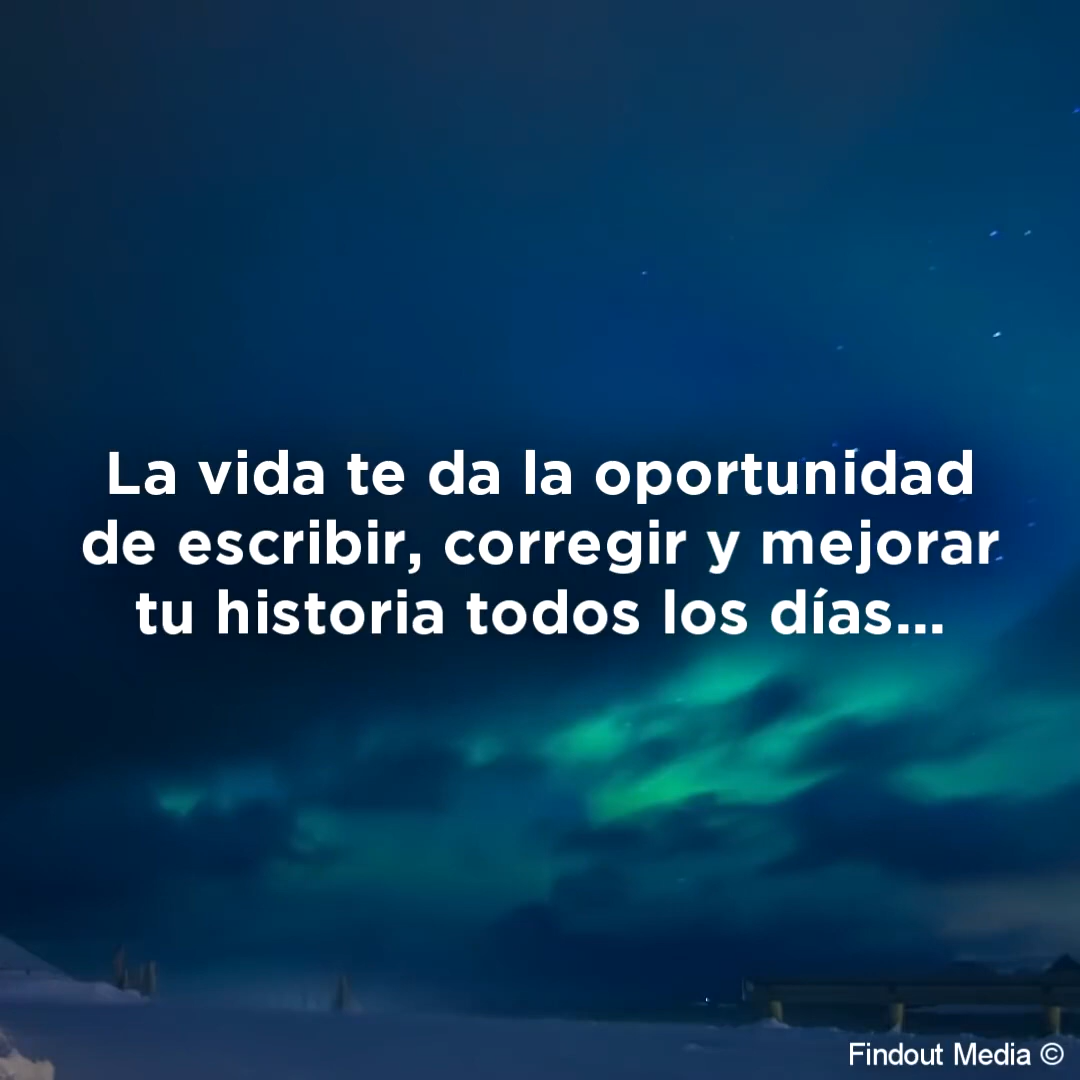 La vida te da la oportunidad
de escribir, corregir y mejorar
tu historia todos los días...
Findout Media ©